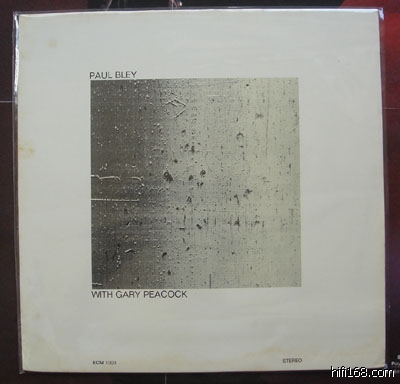 PAUL BLEY
WITH GARY PEACOCK
ECM 1003 STEREO
hifi168.com